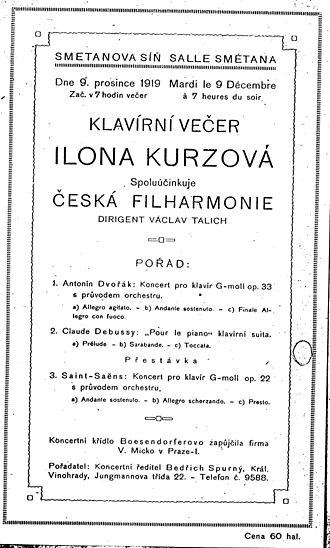 SMETANOVA SÍŇ SALLE SMÉTANA
Dne 9. prosince 1919 Mardi le 9 Décembre
Zač. v 7 hodin večer à 7 heures du soir
KLAVÍRNÍ VEČER
ILONA KURZOVÁ
Spoluúčinkuje
ČESKÁ FILHARMONIE
DIRIGENT VÁCLAV TALICH
POŘAD:
1. Antonín Dvořák: Koncert pro klavír G-moll op. 33
s průvodem orchestru.
a) Allegro agitato. – b) Andante sostenuto. – c) Finale Al-
legro con fuoco.
2. Claude Debussy: „Pour le piano“ klavírní suita.
a) Prélude – b) Sarabande. – c) Toccata.
Přestávka
3. Saint-Saëns: Koncert pro klavír G-moll op. 22
s průvodem orchestru.
a) Andante sostenuto. – b) Allegro scherzando. – c) Presto.
Koncertní křídlo Boesendorferovo zapůjčila firma
V. Micko v Praze-I.
Pořadatel: Koncertní ředitel Bedřich Spurný, Král.
Vinohrady, Jungmannova třída 22. – Telefon č. 9588.
Cena 60 hal.